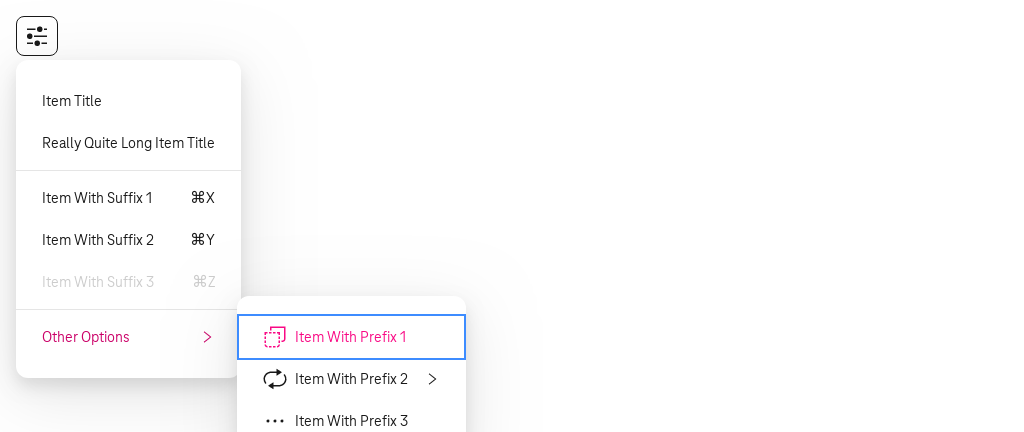 Item Title
Really Quite Long Item Title
Item With Suffix 1 ⌘X
Item With Suffix 2 ⌘Y
Item With Suffix 3 ⌘Z
Other Options
Item With Prefix 1
Item With Prefix 2
Item With Prefix 3